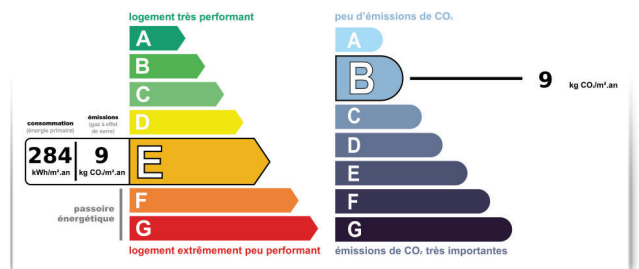 logement très performant
A
B
C
D
consommation
(énergie primaire)
émissions
(gaz à effet
de serre)
284
kWh/m².an
9
kg CO₂/m².an
E
F
G
passoire
énergétique
logement extrêmement peu performant
peu d'émissions de CO₂
A
B
9
kg CO₂/m².an
C
D
E
F
G
émissions de CO₂ très importantes